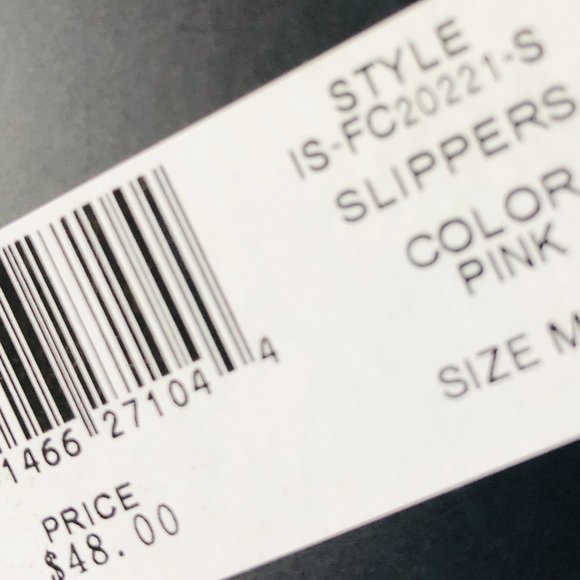 STYLE
IS-FC20221-S
SLIPPERS
COLOR
PINK
SIZE M
1466 27104 4
PRICE
$48.00